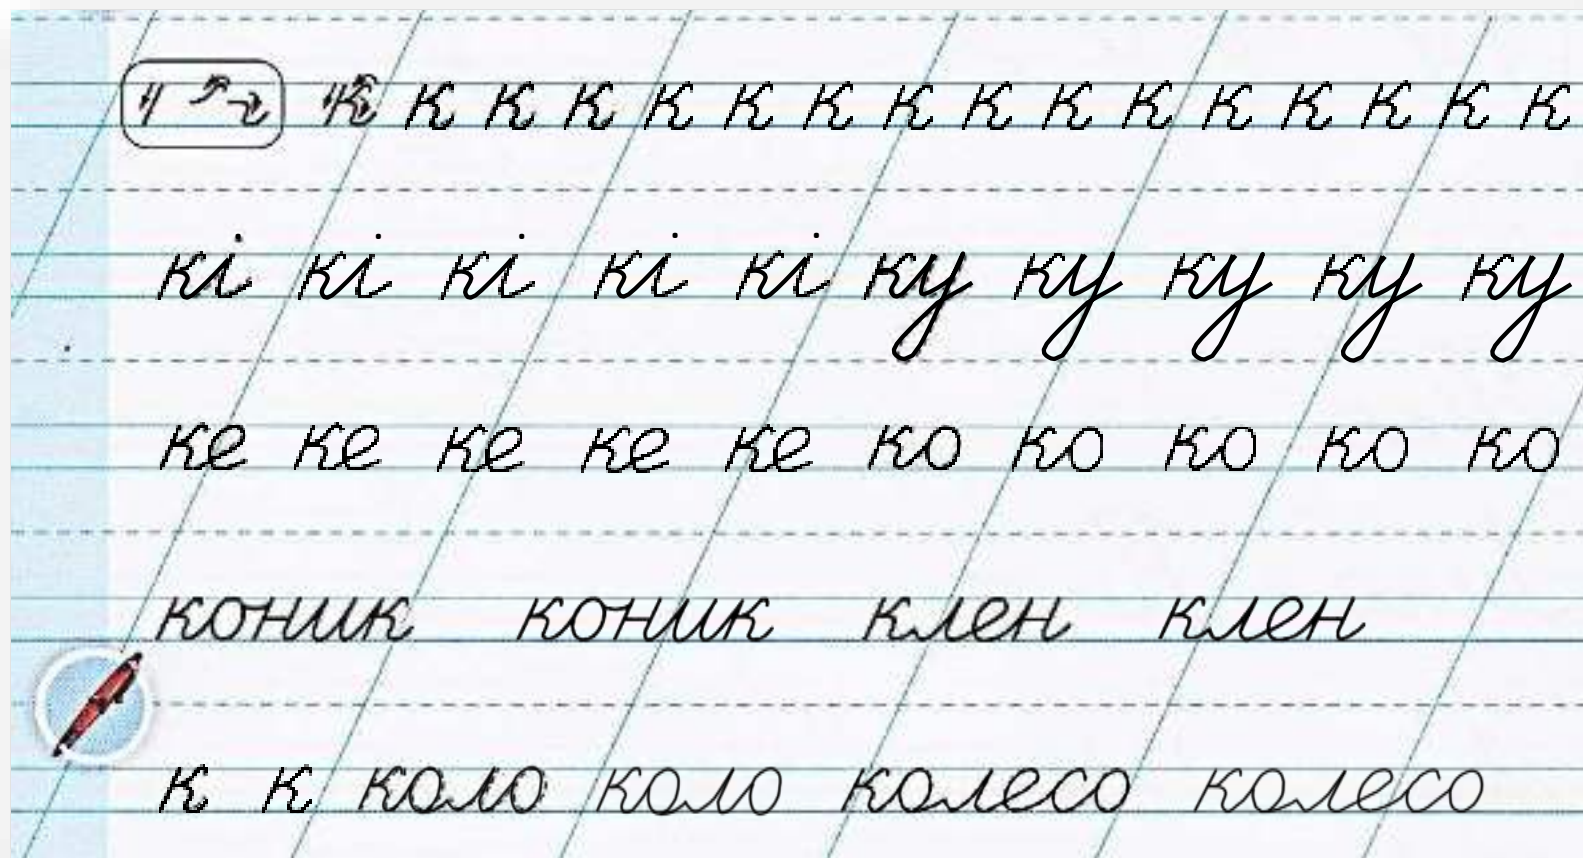 к к к к к к к к к к к к к к к к
кі кі кі кі кі ку ку ку ку ку
ке ке ке ке ке ко ко ко ко ко
коник коник клен клен
к к коло коло колесо колесо